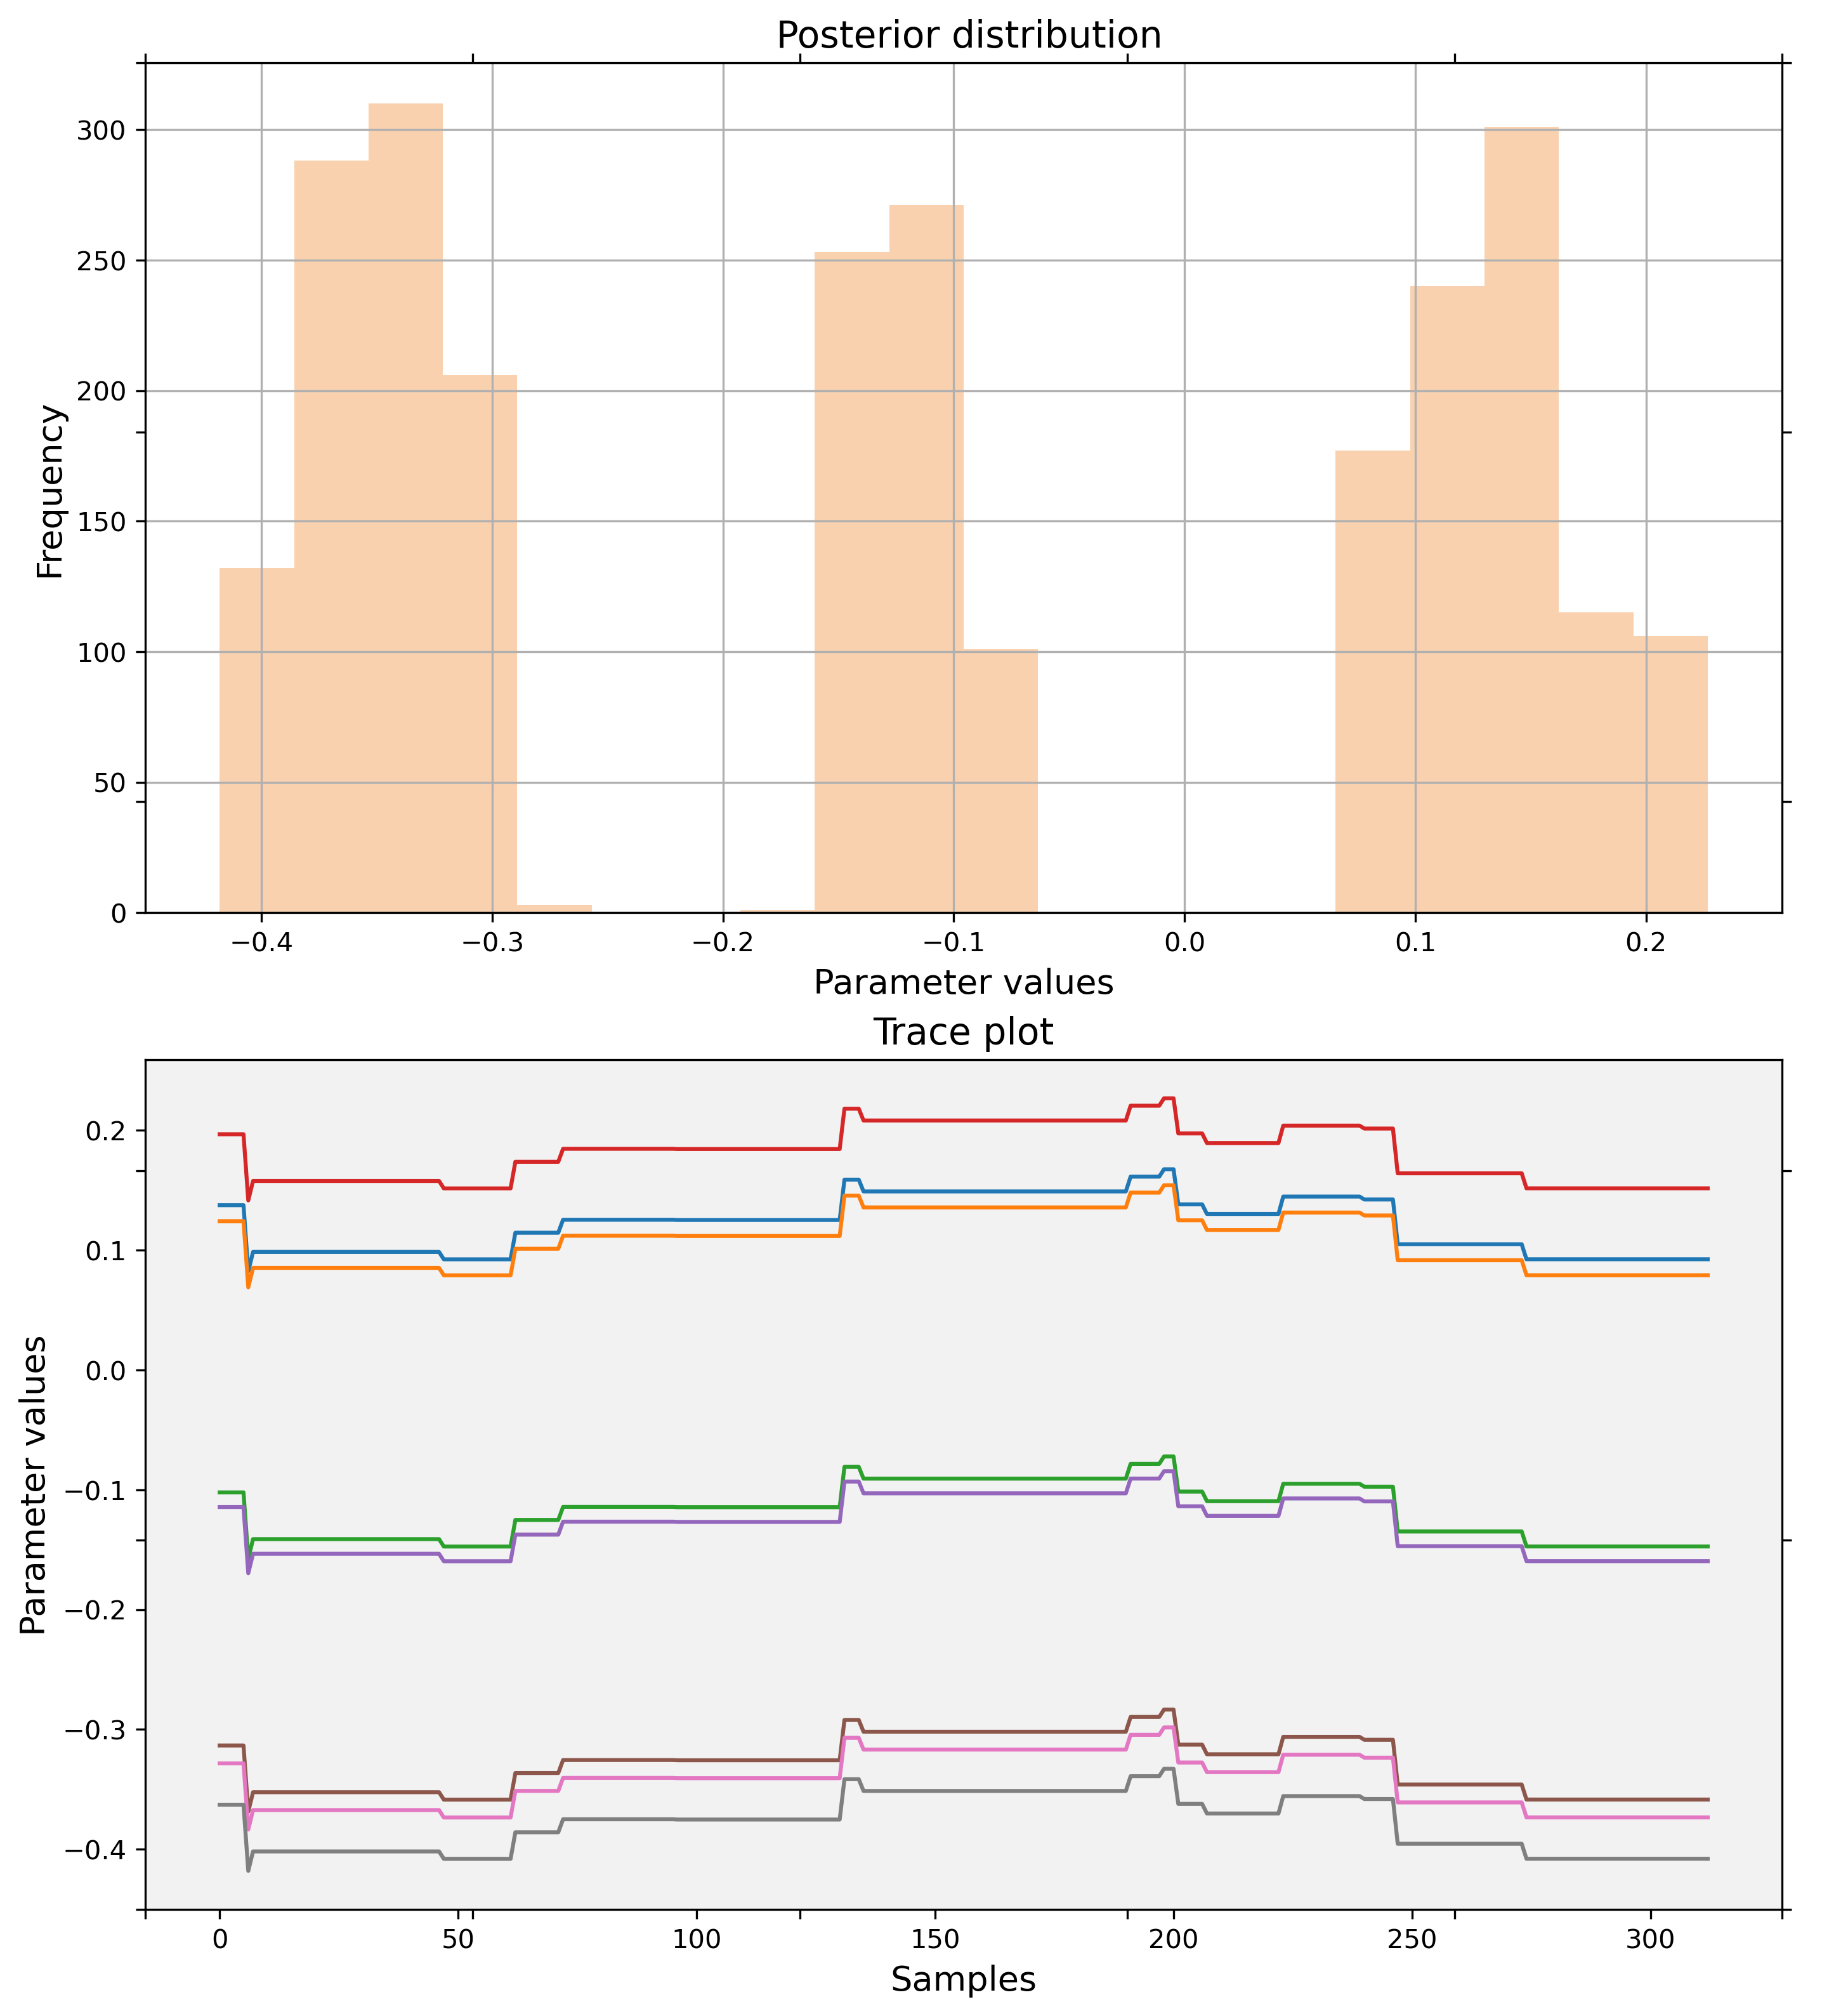 Posterior distribution
300
250
200
150
100
50
0
Frequency
−0.4 −0.3 −0.2 −0.1 0.0 0.1 0.2
Parameter values
Trace plot
0.2
0.1
0.0
−0.1
−0.2
−0.3
−0.4
Parameter values
0 50 100 150 200 250 300
Samples